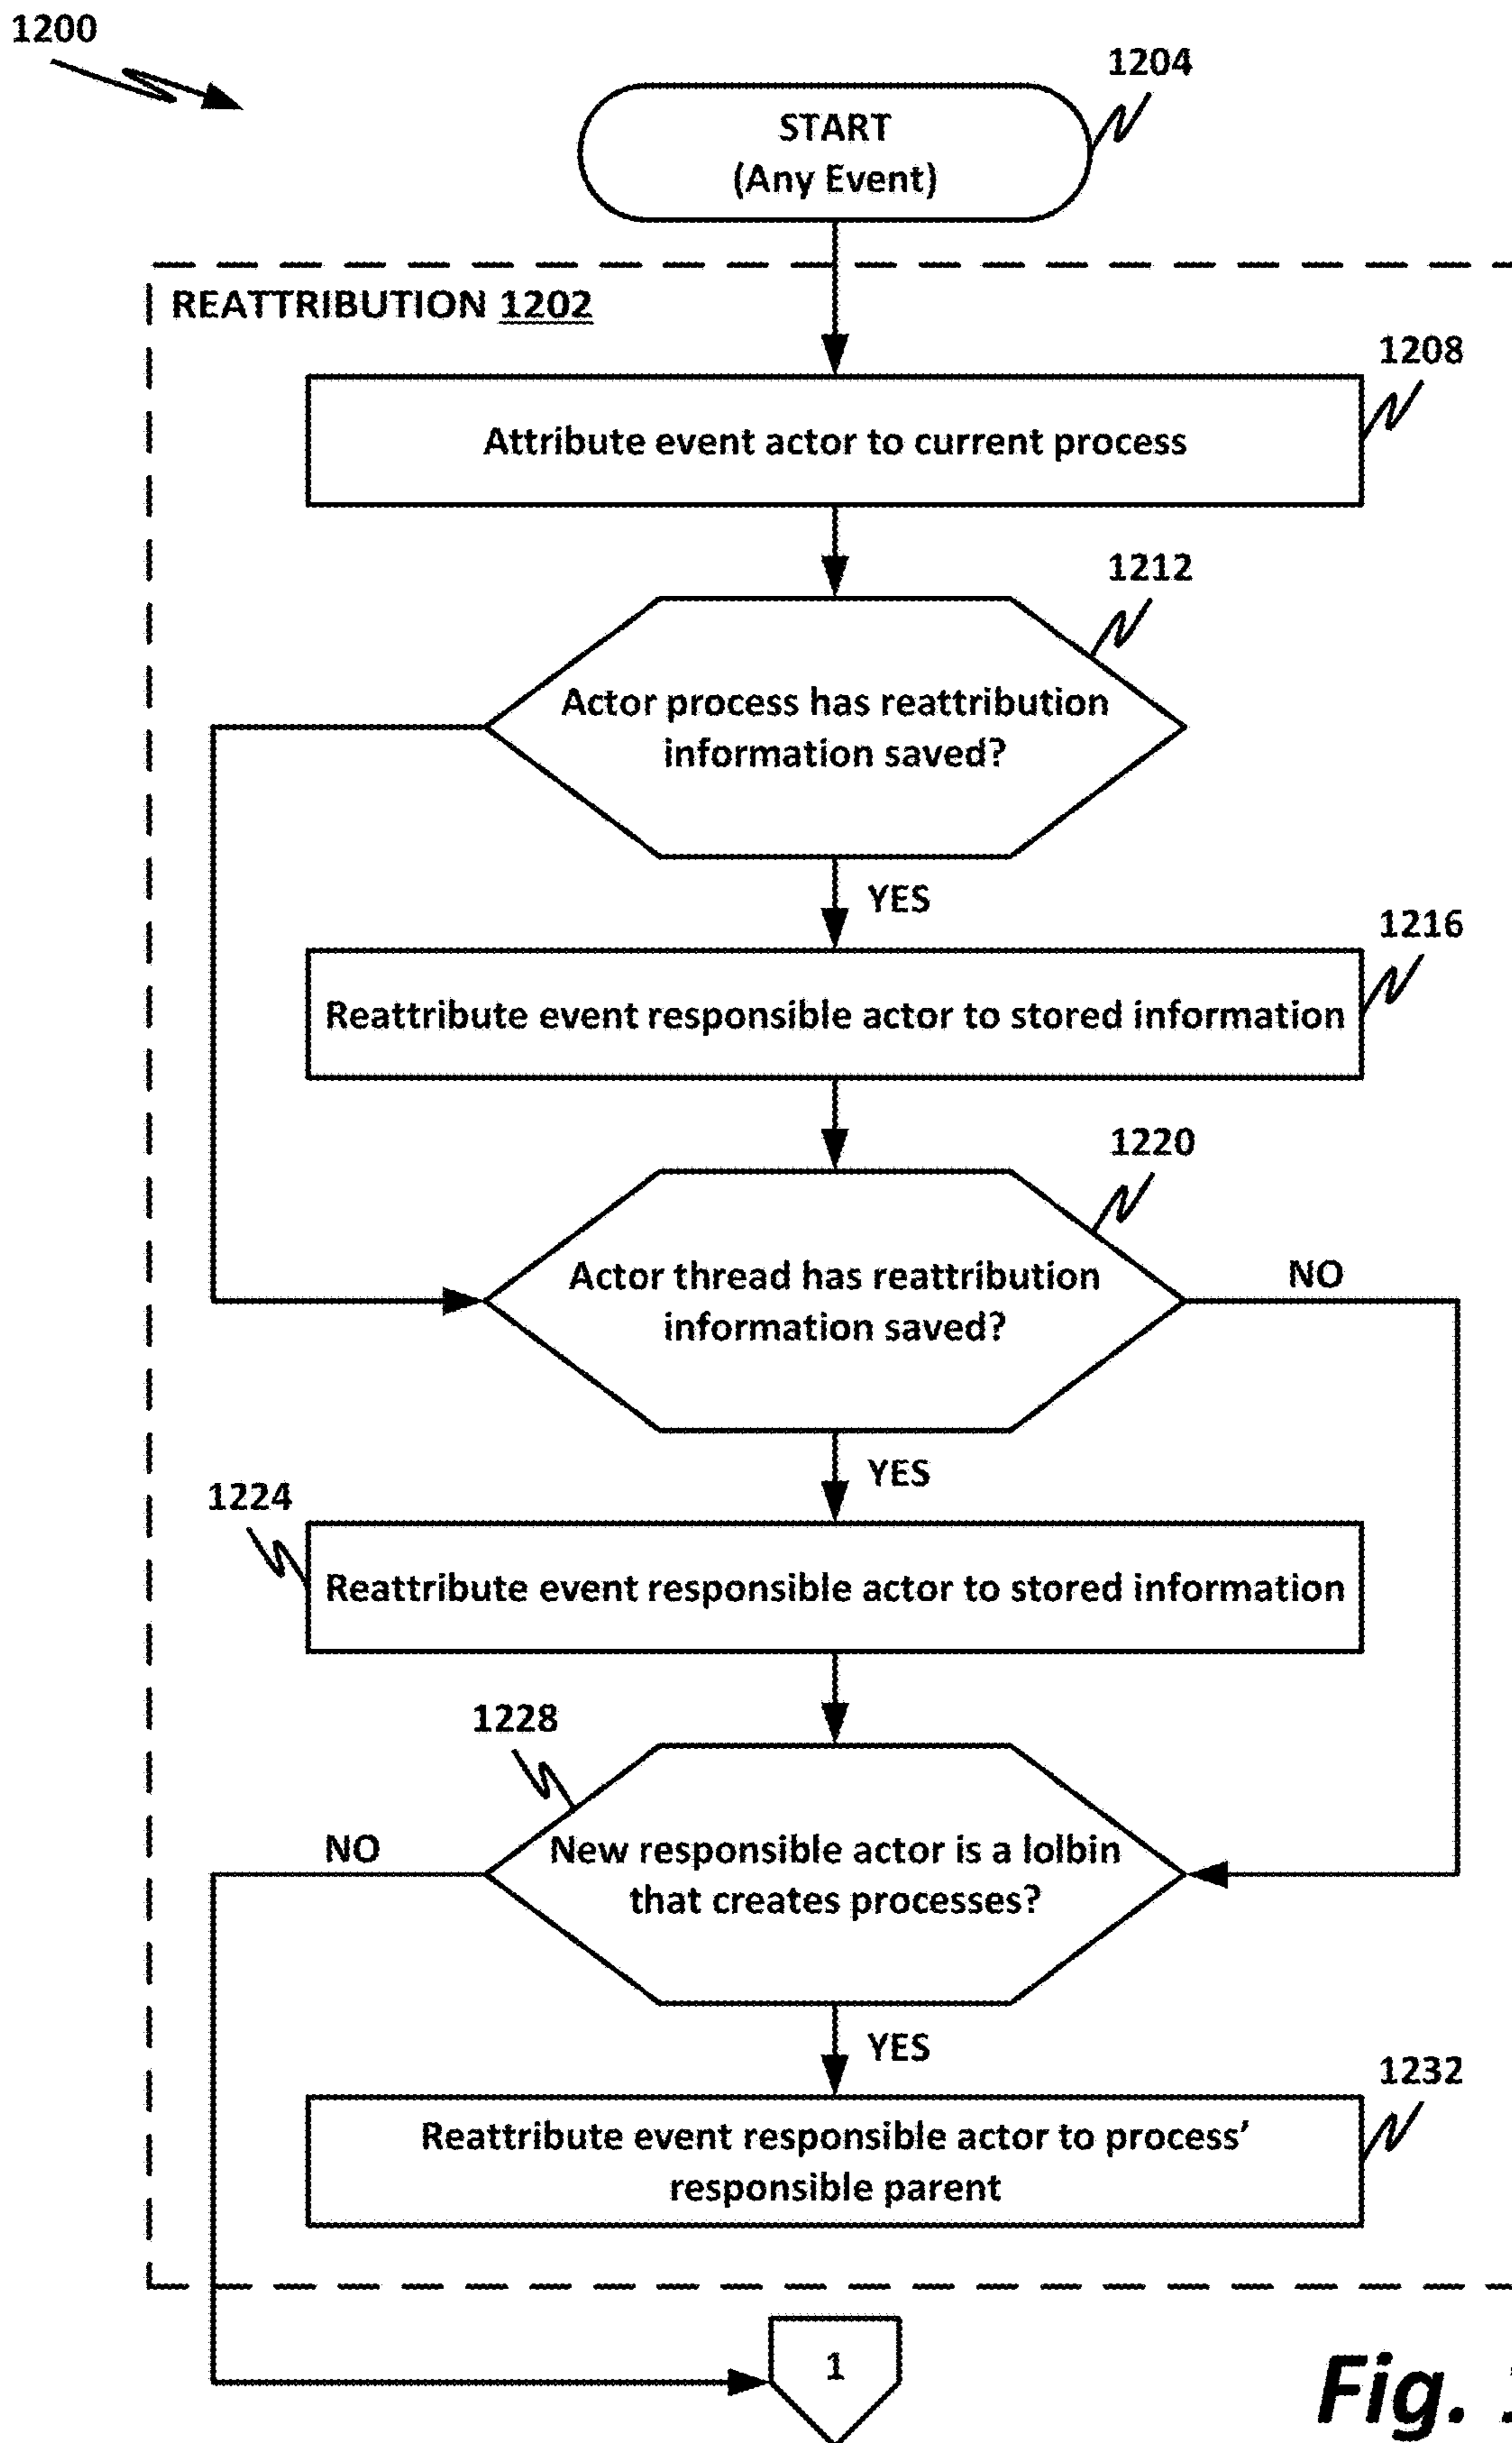 1200
1204
START
(Any Event)
REATTRIBUTION 1202
1208
Attribute event actor to current process
1212
Actor process has reattribution
information saved?
YES
1216
Reattribute event responsible actor to stored information
1220
Actor thread has reattribution
information saved?
NO
YES
1224
Reattribute event responsible actor to stored information
1228
New responsible actor is a lolbin
that creates processes?
NO
YES
1232
Reattribute event responsible actor to process’
responsible parent
1
Fig.